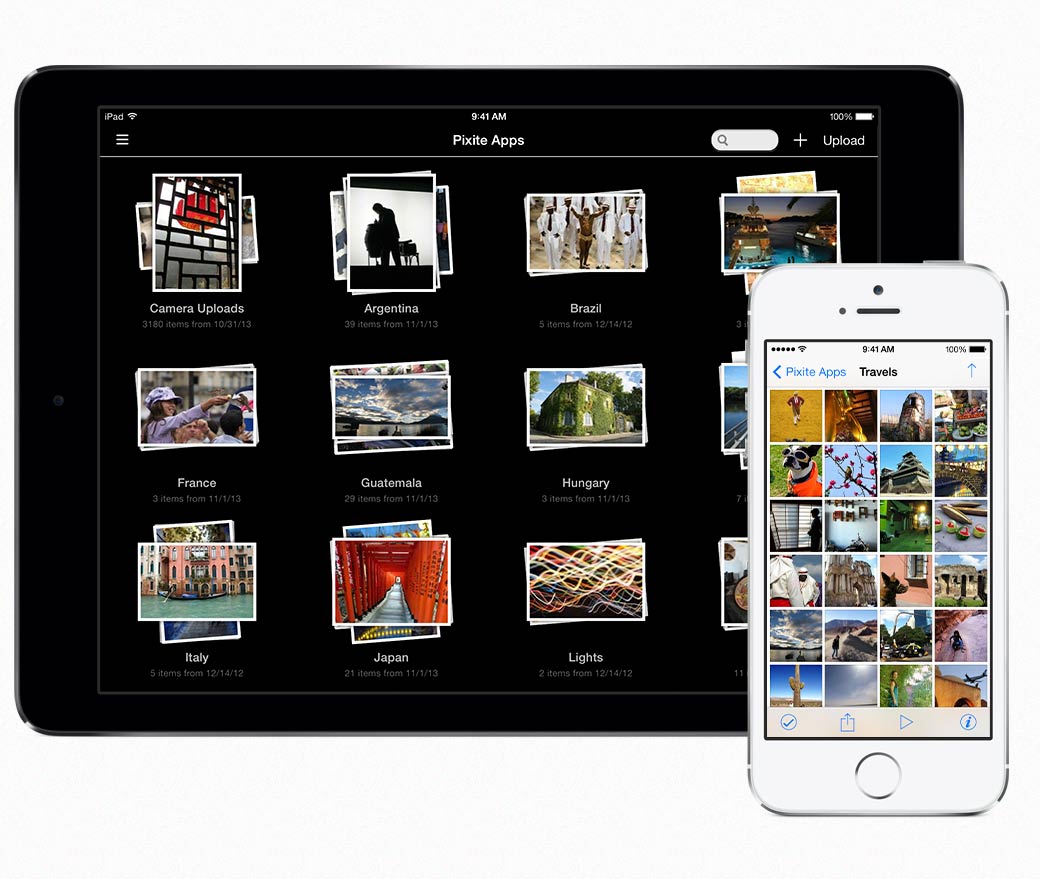 iPad 9:41 AM 100%
Pixite Apps Upload
Camera Uploads Argentina Brazil
3180 items from 10/31/13 39 items from 11/1/13 5 items from 12/14/12 3 i
France Guatemala Hungary
3 items from 11/1/13 29 items from 11/1/13 3 items from 11/1/13 7 i
Italy Japan Lights
5 items from 12/14/12 21 items from 11/1/13 2 items from 12/14/12 11
9:41 AM 100%
Pixite Apps Travels